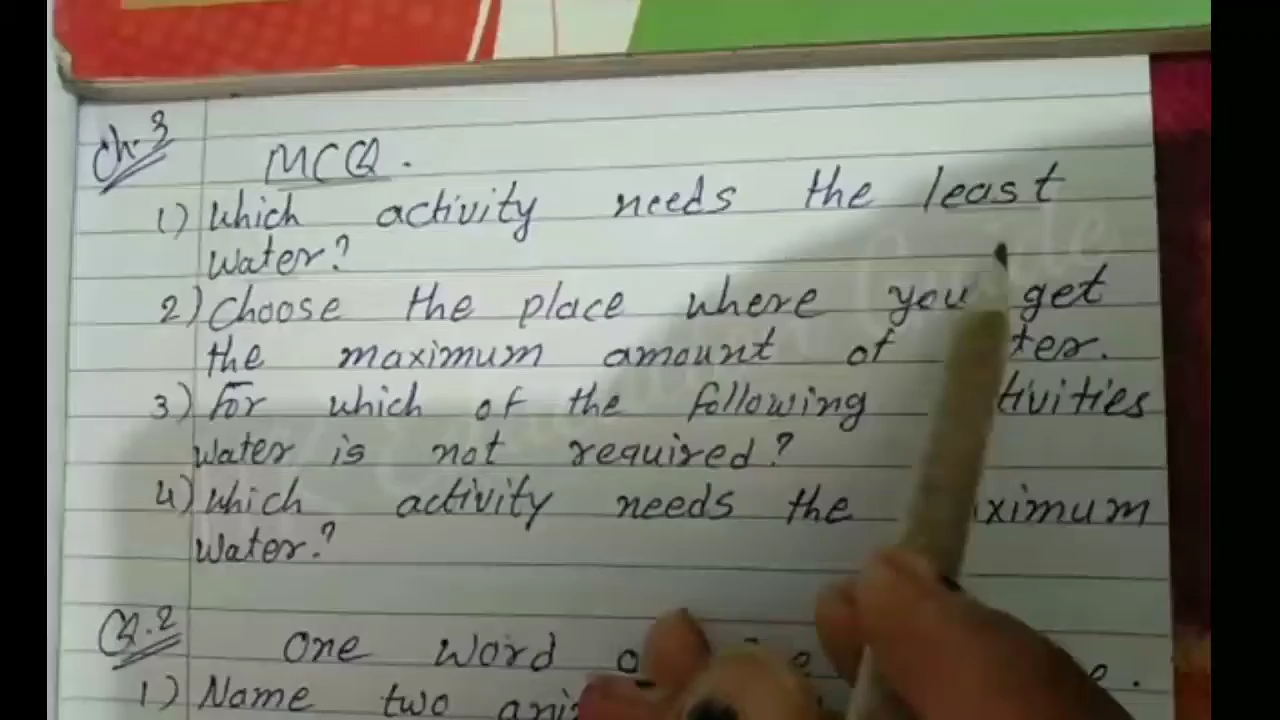 Ch.3
MCQ.
1) Which activity needs the least
Water?
2) Choose the place where you get
the maximum amount of
3) For which of the following
Water is not required?
4) Which activity needs the
Water?
Q.2
One Word
1) Name two